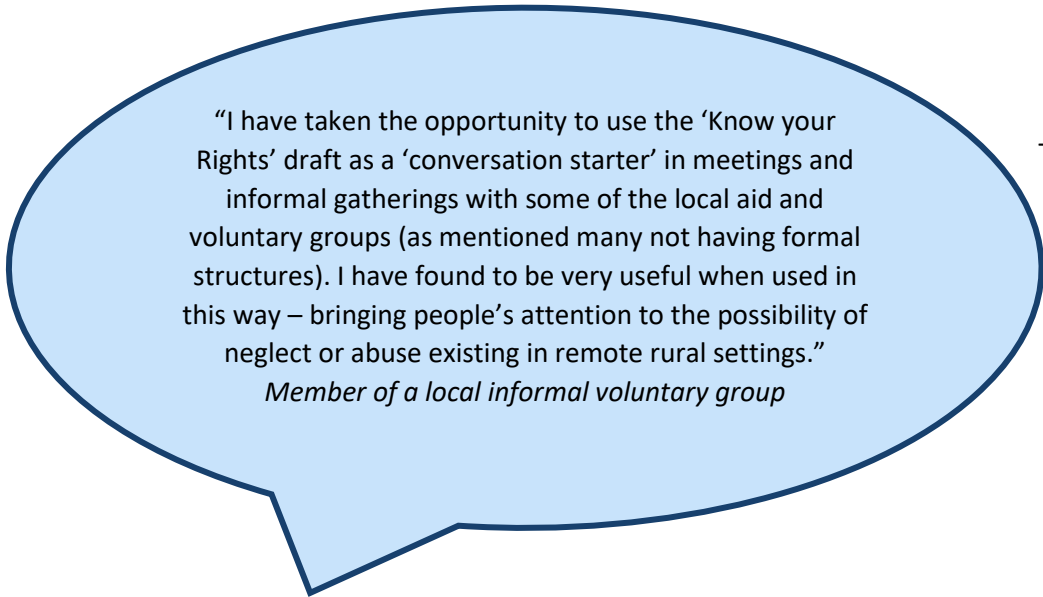 “I have taken the opportunity to use the ‘Know your
Rights’ draft as a ‘conversation starter’ in meetings and
informal gatherings with some of the local aid and
voluntary groups (as mentioned many not having formal
structures). I have found to be very useful when used in
this way – bringing people’s attention to the possibility of
neglect or abuse existing in remote rural settings.”
Member of a local informal voluntary group